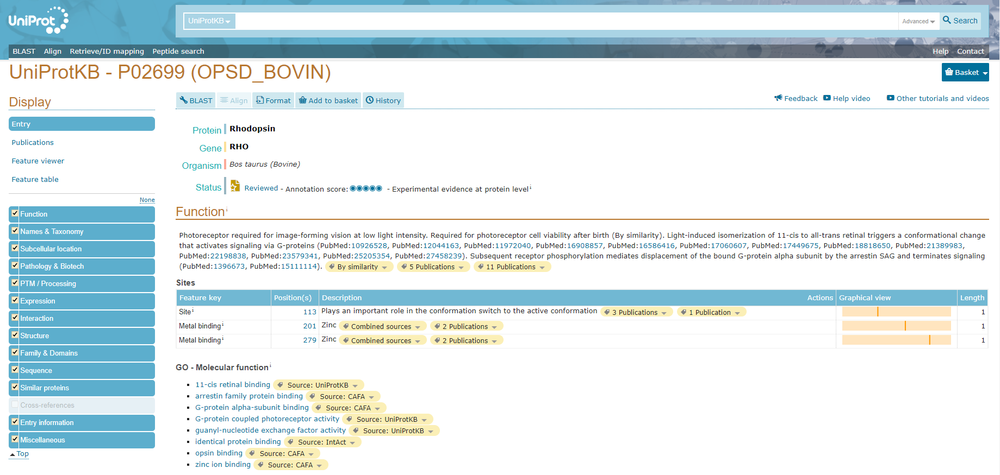 UniProt
UniProtKB
Advanced
Search
BLAST Align Retrieve/ID mapping Peptide search
Help Contact
UniProtKB - P02699 (OPSD_BOVIN)
Basket
Display
Entry
Publications
Feature viewer
Feature table
None
Function
Names & Taxonomy
Subcellular location
Pathology & Biotech
PTM / Processing
Expression
Interaction
Structure
Family & Domains
Sequence
Similar proteins
Cross-references
Entry information
Miscellaneous
Top
BLAST Align Format Add to basket History
Feedback Help video Other tutorials and videos
Protein Rhodopsin
Gene RHO
Organism Bos taurus (Bovine)
Status Reviewed - Annotation score: - Experimental evidence at protein level i
Function i
Photoreceptor required for image-forming vision at low light intensity. Required for photoreceptor cell viability after birth (By similarity). Light-induced isomerization of 11-cis to all-trans retinal triggers a conformational change
that activates signaling via G-proteins (PubMed:10926528, PubMed:12044163, PubMed:11972040, PubMed:16908857, PubMed:16586416, PubMed:17060607, PubMed:17449675, PubMed:18818650, PubMed:21389983,
PubMed:22198838, PubMed:23579341, PubMed:25205354, PubMed:27458239). Subsequent receptor phosphorylation mediates displacement of the bound G-protein alpha subunit by the arrestin SAG and terminates signaling
(PubMed:1396673, PubMed:15111114). By similarity 5 Publications 11 Publications
Sites
Feature key Position(s) Description Actions Graphical view Length
Site i 113 Plays an important role in the conformation switch to the active conformation 3 Publications 1 Publication 1
Metal binding i 201 Zinc Combined sources 2 Publications 1
Metal binding i 279 Zinc Combined sources 2 Publications 1
GO - Molecular function i
11-cis retinal binding Source: UniProtKB
arrestin family protein binding Source: CAFA
G-protein alpha-subunit binding Source: CAFA
G-protein coupled photoreceptor activity Source: UniProtKB
guanyl-nucleotide exchange factor activity Source: UniProtKB
identical protein binding Source: IntAct
opsin binding Source: CAFA
zinc ion binding Source: CAFA